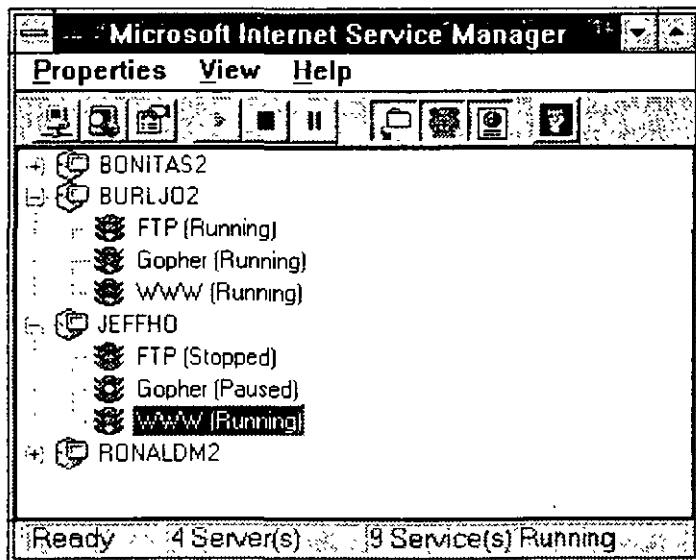 Microsoft Internet Service Manager
Properties View Help
BONITAS2
BURLJO2
FTP (Running)
Gopher (Running)
WWW (Running)
JEFFHO
FTP (Stopped)
Gopher (Paused)
WWW (Running)
RONALDM2
Ready 4 Server(s) 9 Service(s) Running